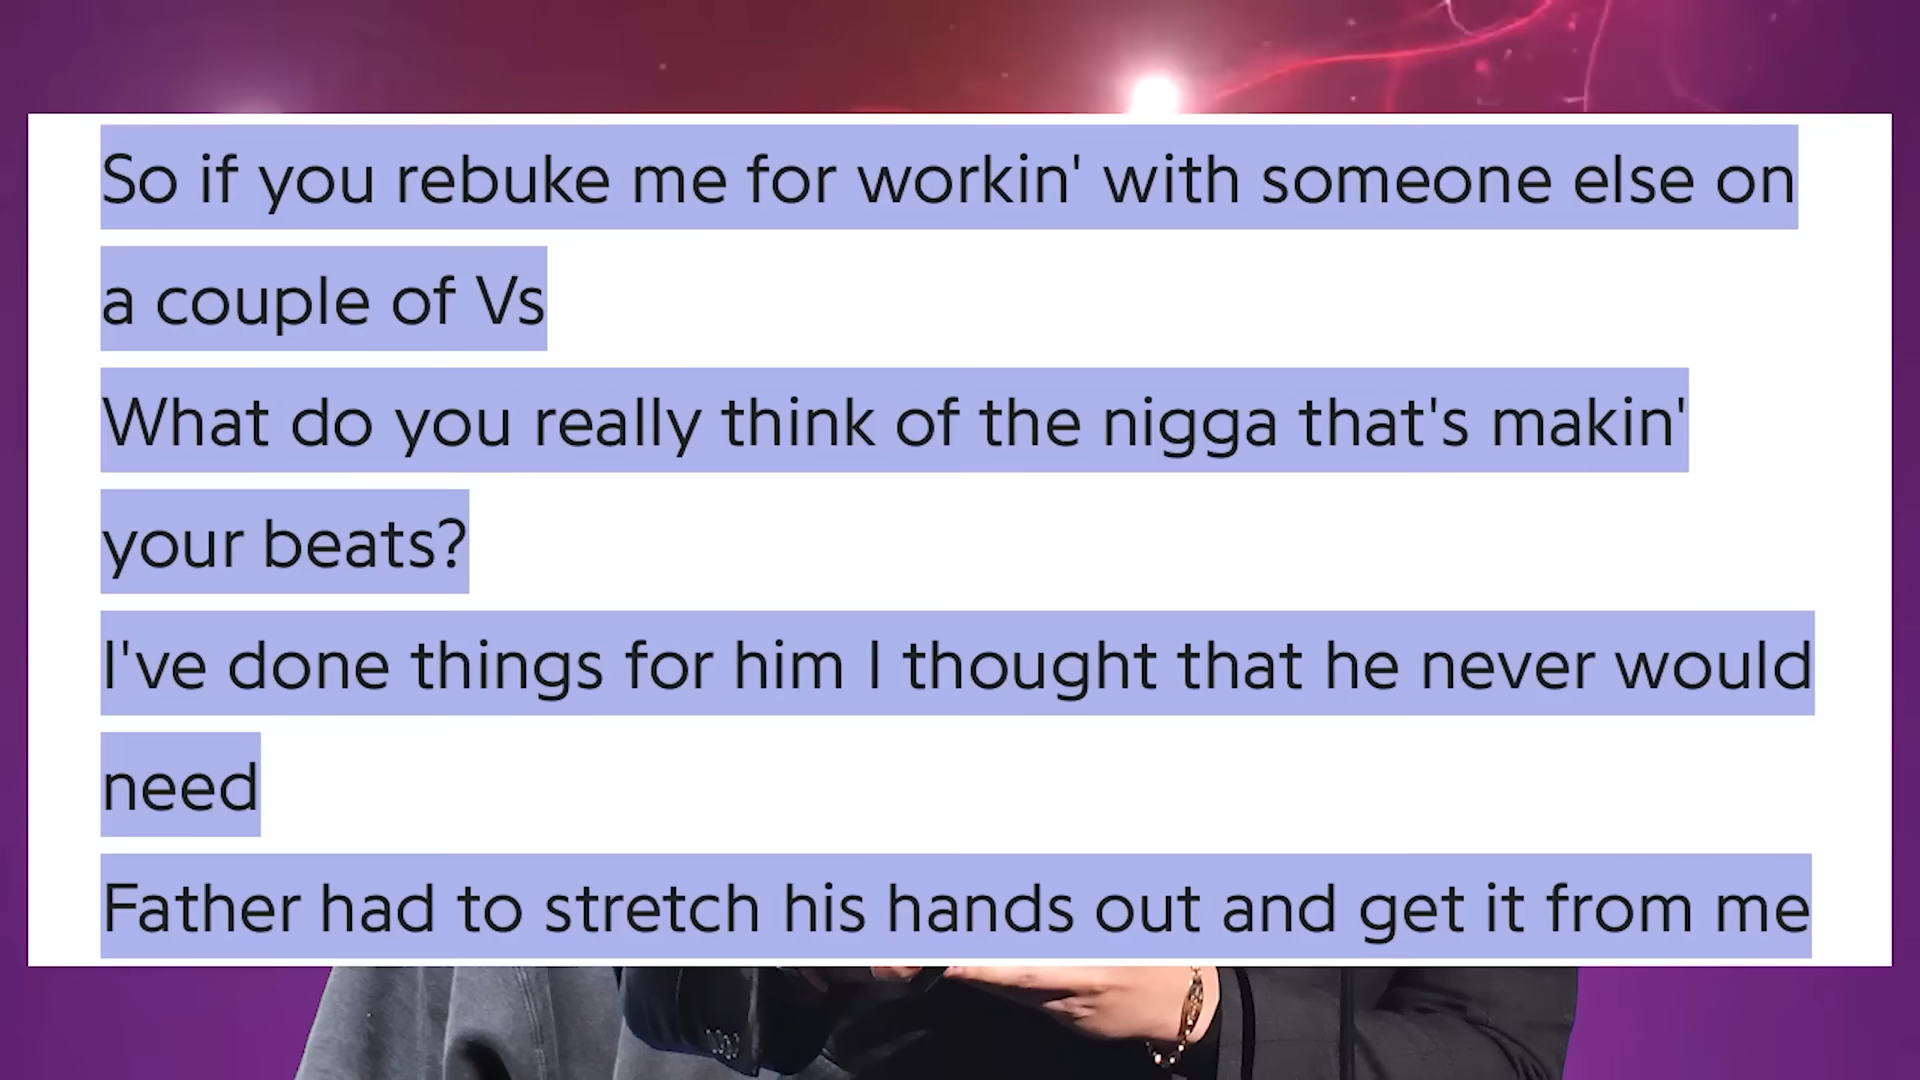 So if you rebuke me for workin' with someone else on
a couple of Vs
What do you really think of the nigga that's makin'
your beats?
I've done things for him I thought that he never would
need
Father had to stretch his hands out and get it from me